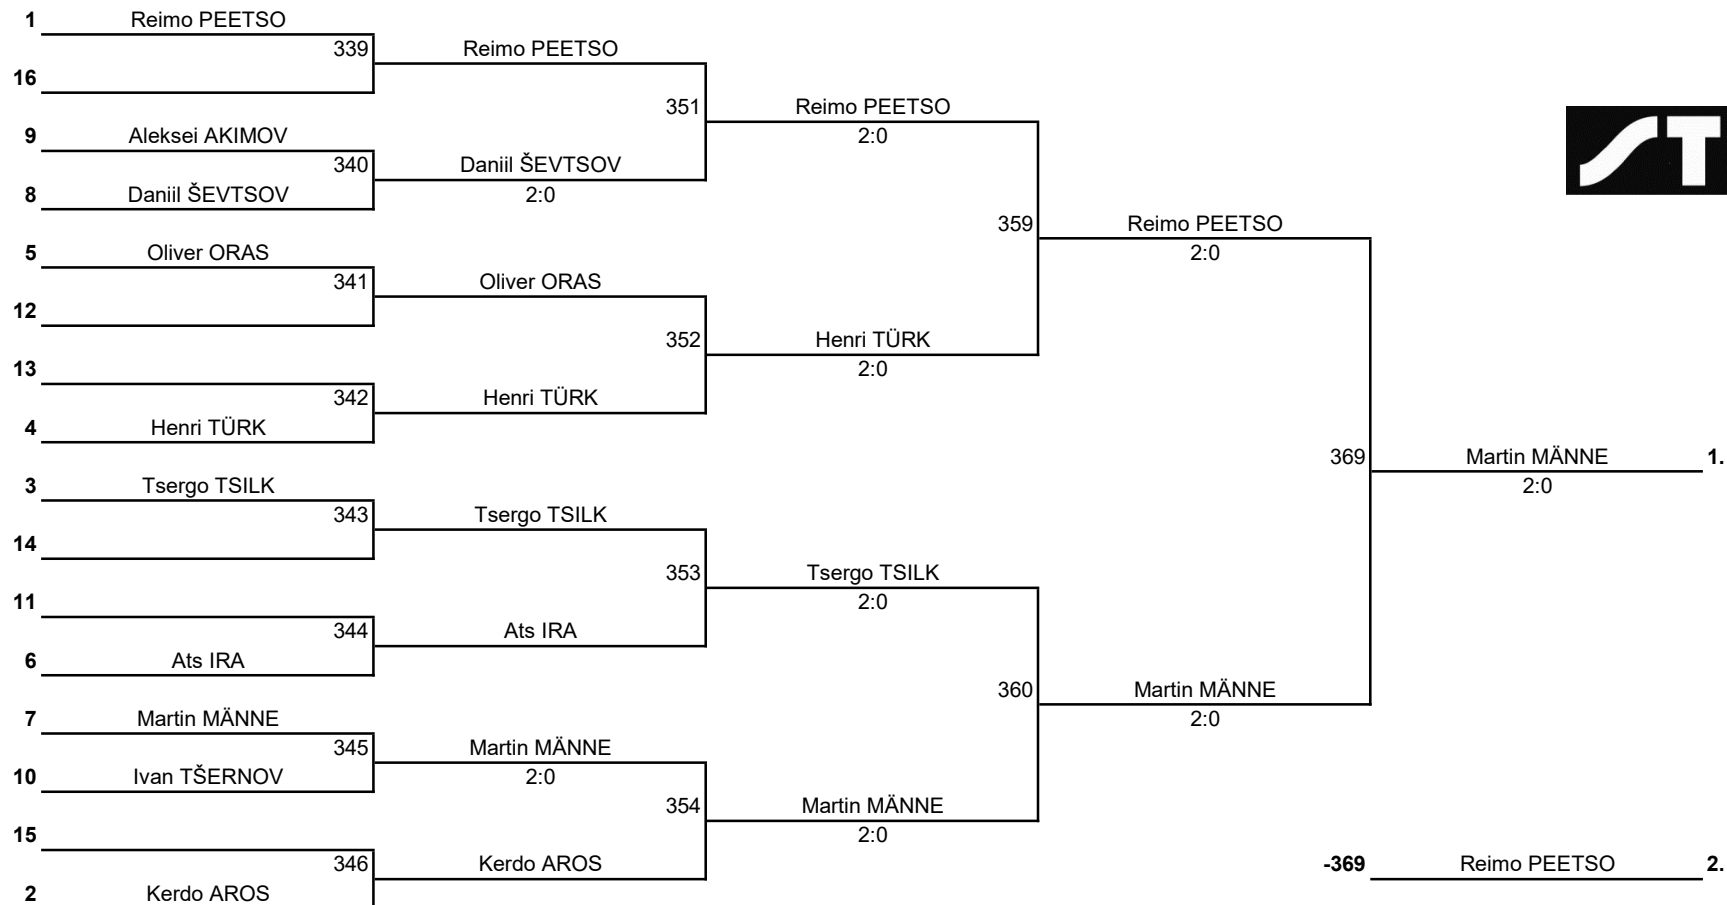 1 Reimo PEETSO
339 Reimo PEETSO
16
351 Reimo PEETSO
9 Aleksei AKIMOV 2:0
340 Daniil ŠEVTSOV
8 Daniil ŠEVTSOV 2:0
359 Reimo PEETSO
5 Oliver ORAS 2:0
341 Oliver ORAS
12
352 Henri TÜRK
13 2:0
342 Henri TÜRK
4 Henri TÜRK
369 Martin MÄNNE 1.
3 Tsergo TSILK 2:0
343 Tsergo TSILK
14
353 Tsergo TSILK
11 2:0
344 Ats IRA
6 Ats IRA
360 Martin MÄNNE
7 Martin MÄNNE 2:0
345 Martin MÄNNE
10 Ivan TŠERNOV 2:0
354 Martin MÄNNE
15 2:0
346 Kerdo AROS -369 Reimo PEETSO 2.
2 Kerdo AROS
ST